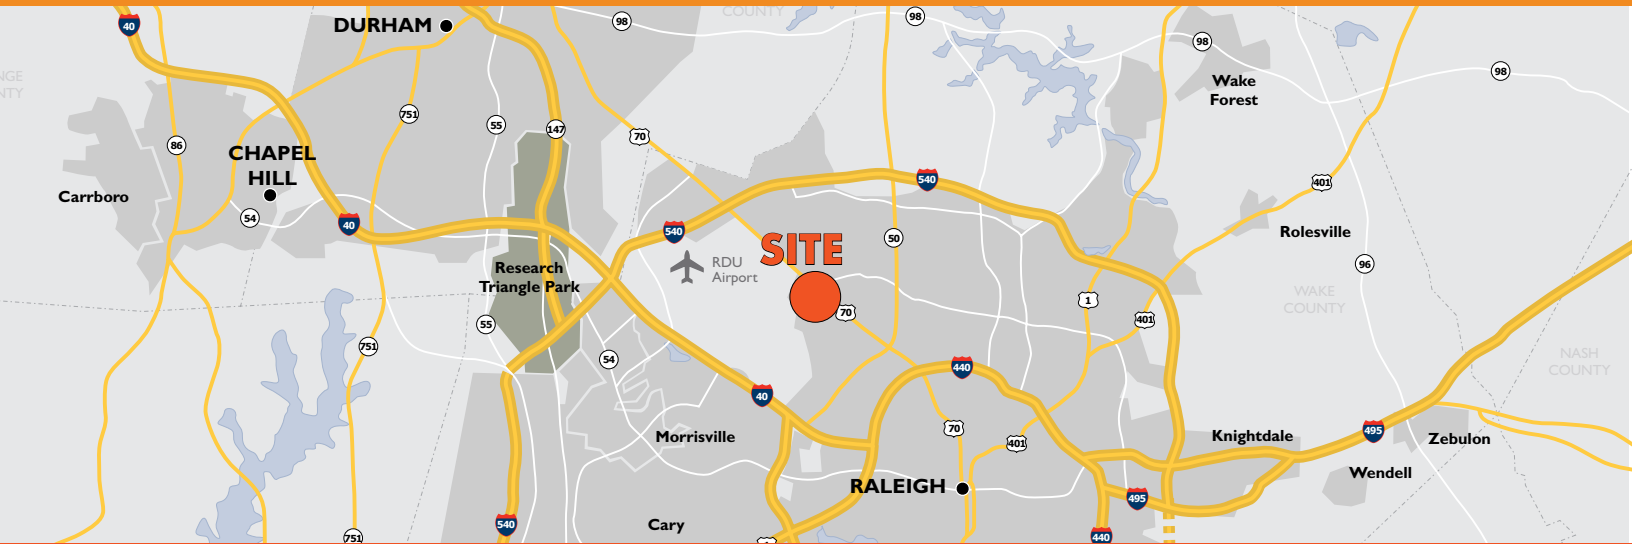 COUNTY
98
98
40
DURHAM
98
98
NGE
NTY
Wake
Forest
751
55
147
70
86
CHAPEL
HILL
Carrboro
54
40
540
401
Rolesville
540
SITE
50
RDU
Airport
Research
Triangle Park
96
WAKE
COUNTY
1
70
401
55
751
54
440
NASH
COUNTY
40
Morrisville
70
401
Knightdale
495
Zebulon
Wendell
RALEIGH
495
540
Cary
440
751